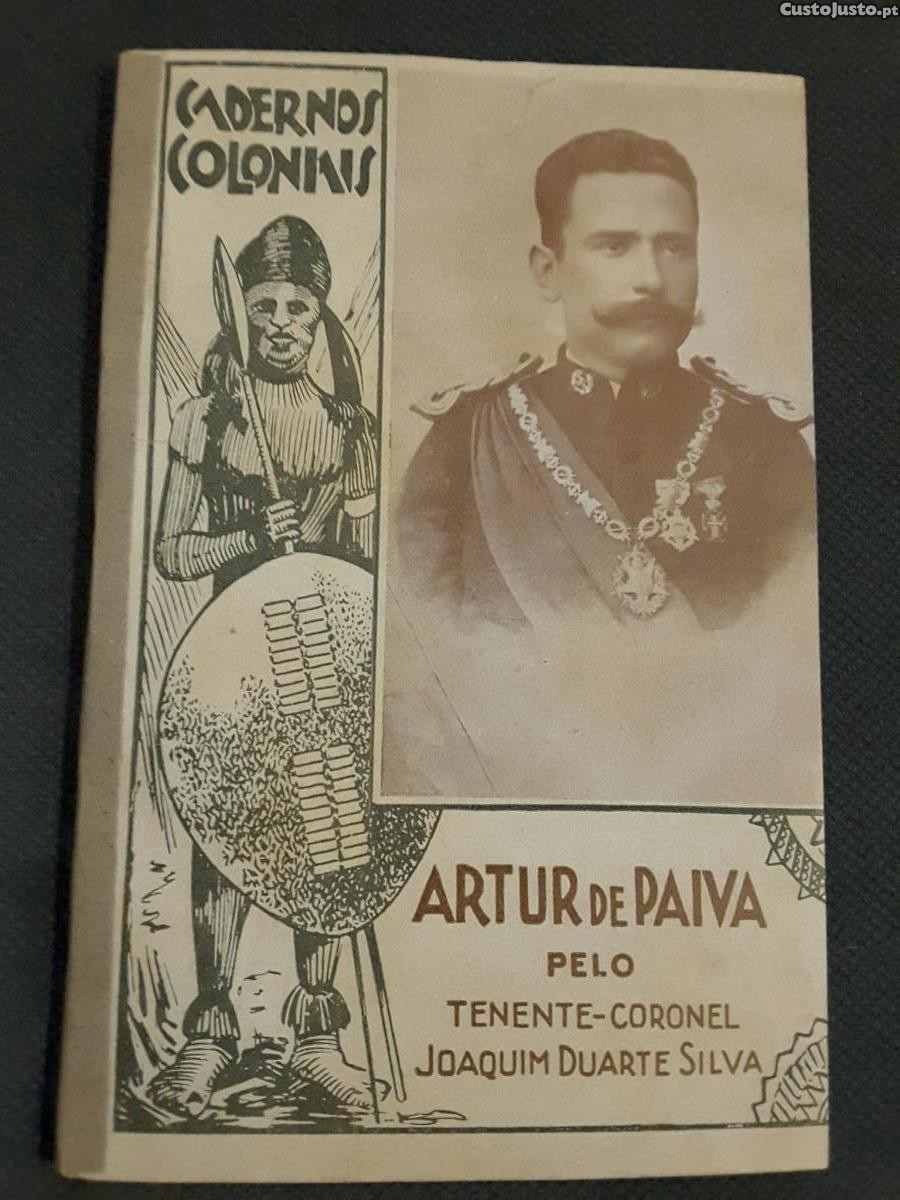 CustoJusto.pt
CADERNOS
COLONIAIS
ARTUR DE PAIVA
PELO
TENENTE-CORONEL
JOAQUIM DUARTE SILVA